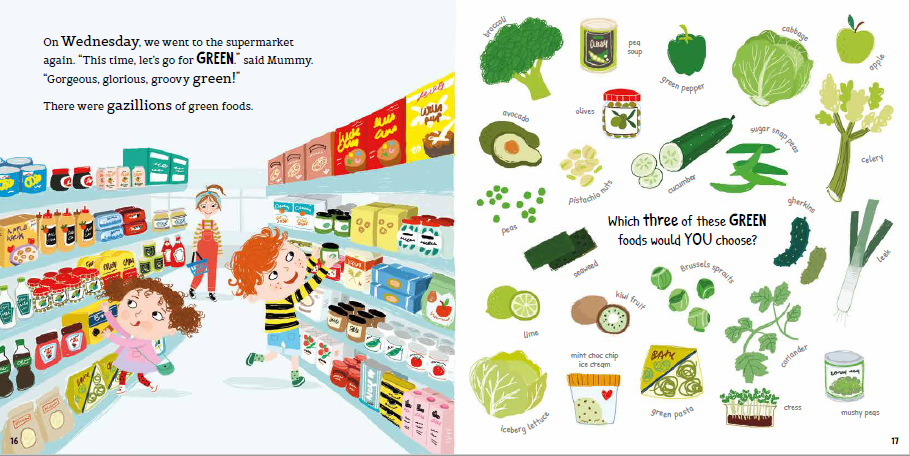 On Wednesday, we went to the supermarket
again. “This time, let’s go for GREEN.” said Mummy.
“Gorgeous, glorious, groovy green!”
There were gazillions of green foods.
16
broccoli
pea
soup
green pepper
cabbage
apple
avocado
olives
pistachio nuts
cucumber
sugar snap peas
celery
peas
Which three of these GREEN
foods would YOU choose?
gherkins
leek
seaweed
lime
kiwi fruit
Brussels sprouts
coriander
iceberg lettuce
mint choc chip
ice cream
green pasta
cress
mushy peas
17